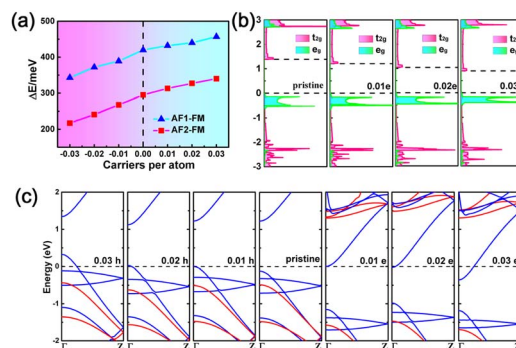 (a)
ΔE/meV
500
400
300
200
AF1-FM
AF2-FM
-0.03 -0.02 -0.01 0.00 0.01 0.02 0.03
Carriers per atom
(b)
3
2
1
0
-1
-2
-3
t2g
eg
t2g
eg
t2g
eg
t2g
eg
pristine
0.01e
0.02e
0.03
(c)
Energy (eV)
2
1
0
-1
-2
0.03 h
0.02 h
0.01 h
pristine
0.01 e
0.02 e
0.03 e
Γ Z Γ Z Γ Z Γ Z Γ Z Γ Z Γ Z